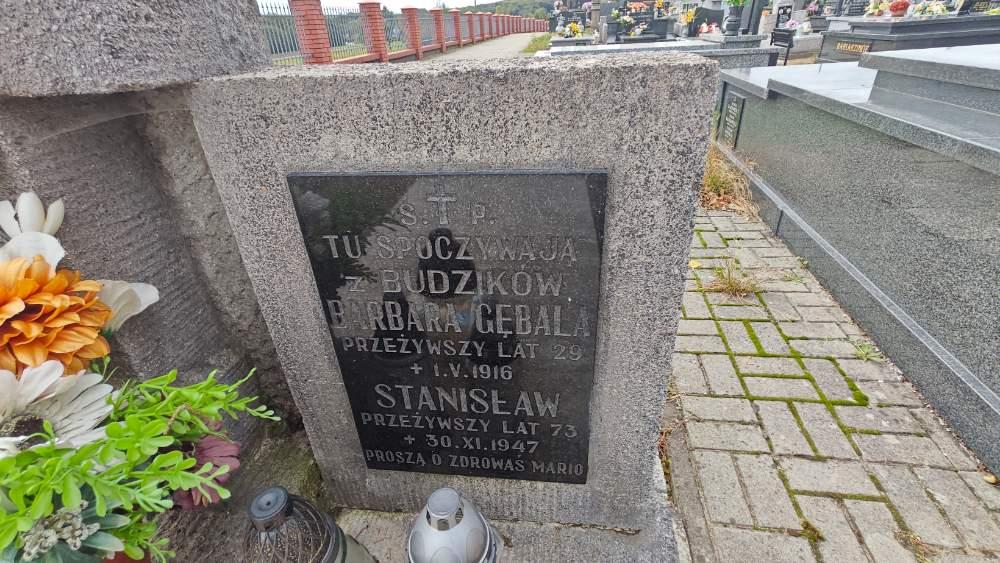 Ś. † P.
TU SPOCZYWAJĄ
z BUDZIKÓW
BARBARA GĘBALA
PRZEŻYWSZY LAT 29
+ 1.V.1916
STANISŁAW
PRZEŻYWSZY LAT 73
+ 30.XI.1947
PROSZĄ O ZDROWAŚ MARIO